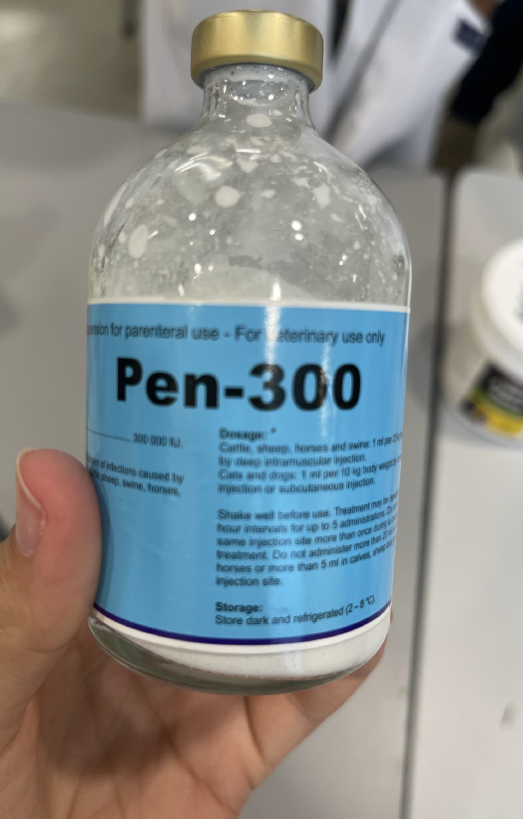 for parenteral use - For veterinary use only
Pen-300
300 000 IU.
of infections caused by
sheep, swine, horses,
Dosage:
Cattle, sheep, horses and swine: 1 ml per
by deep intramuscular injection.
Cats and dogs: 1 ml per 10 kg body weight
injection or subcutaneous injection.
Shake well before use. Treatment may be
hour intervals for up to 5 administrations. Do
same injection site more than once during
treatment. Do not administer more than 20
horses or more than 5 ml in calves, sheep
injection site.
Storage:
Store dark and refrigerated (2 – 8 °C).